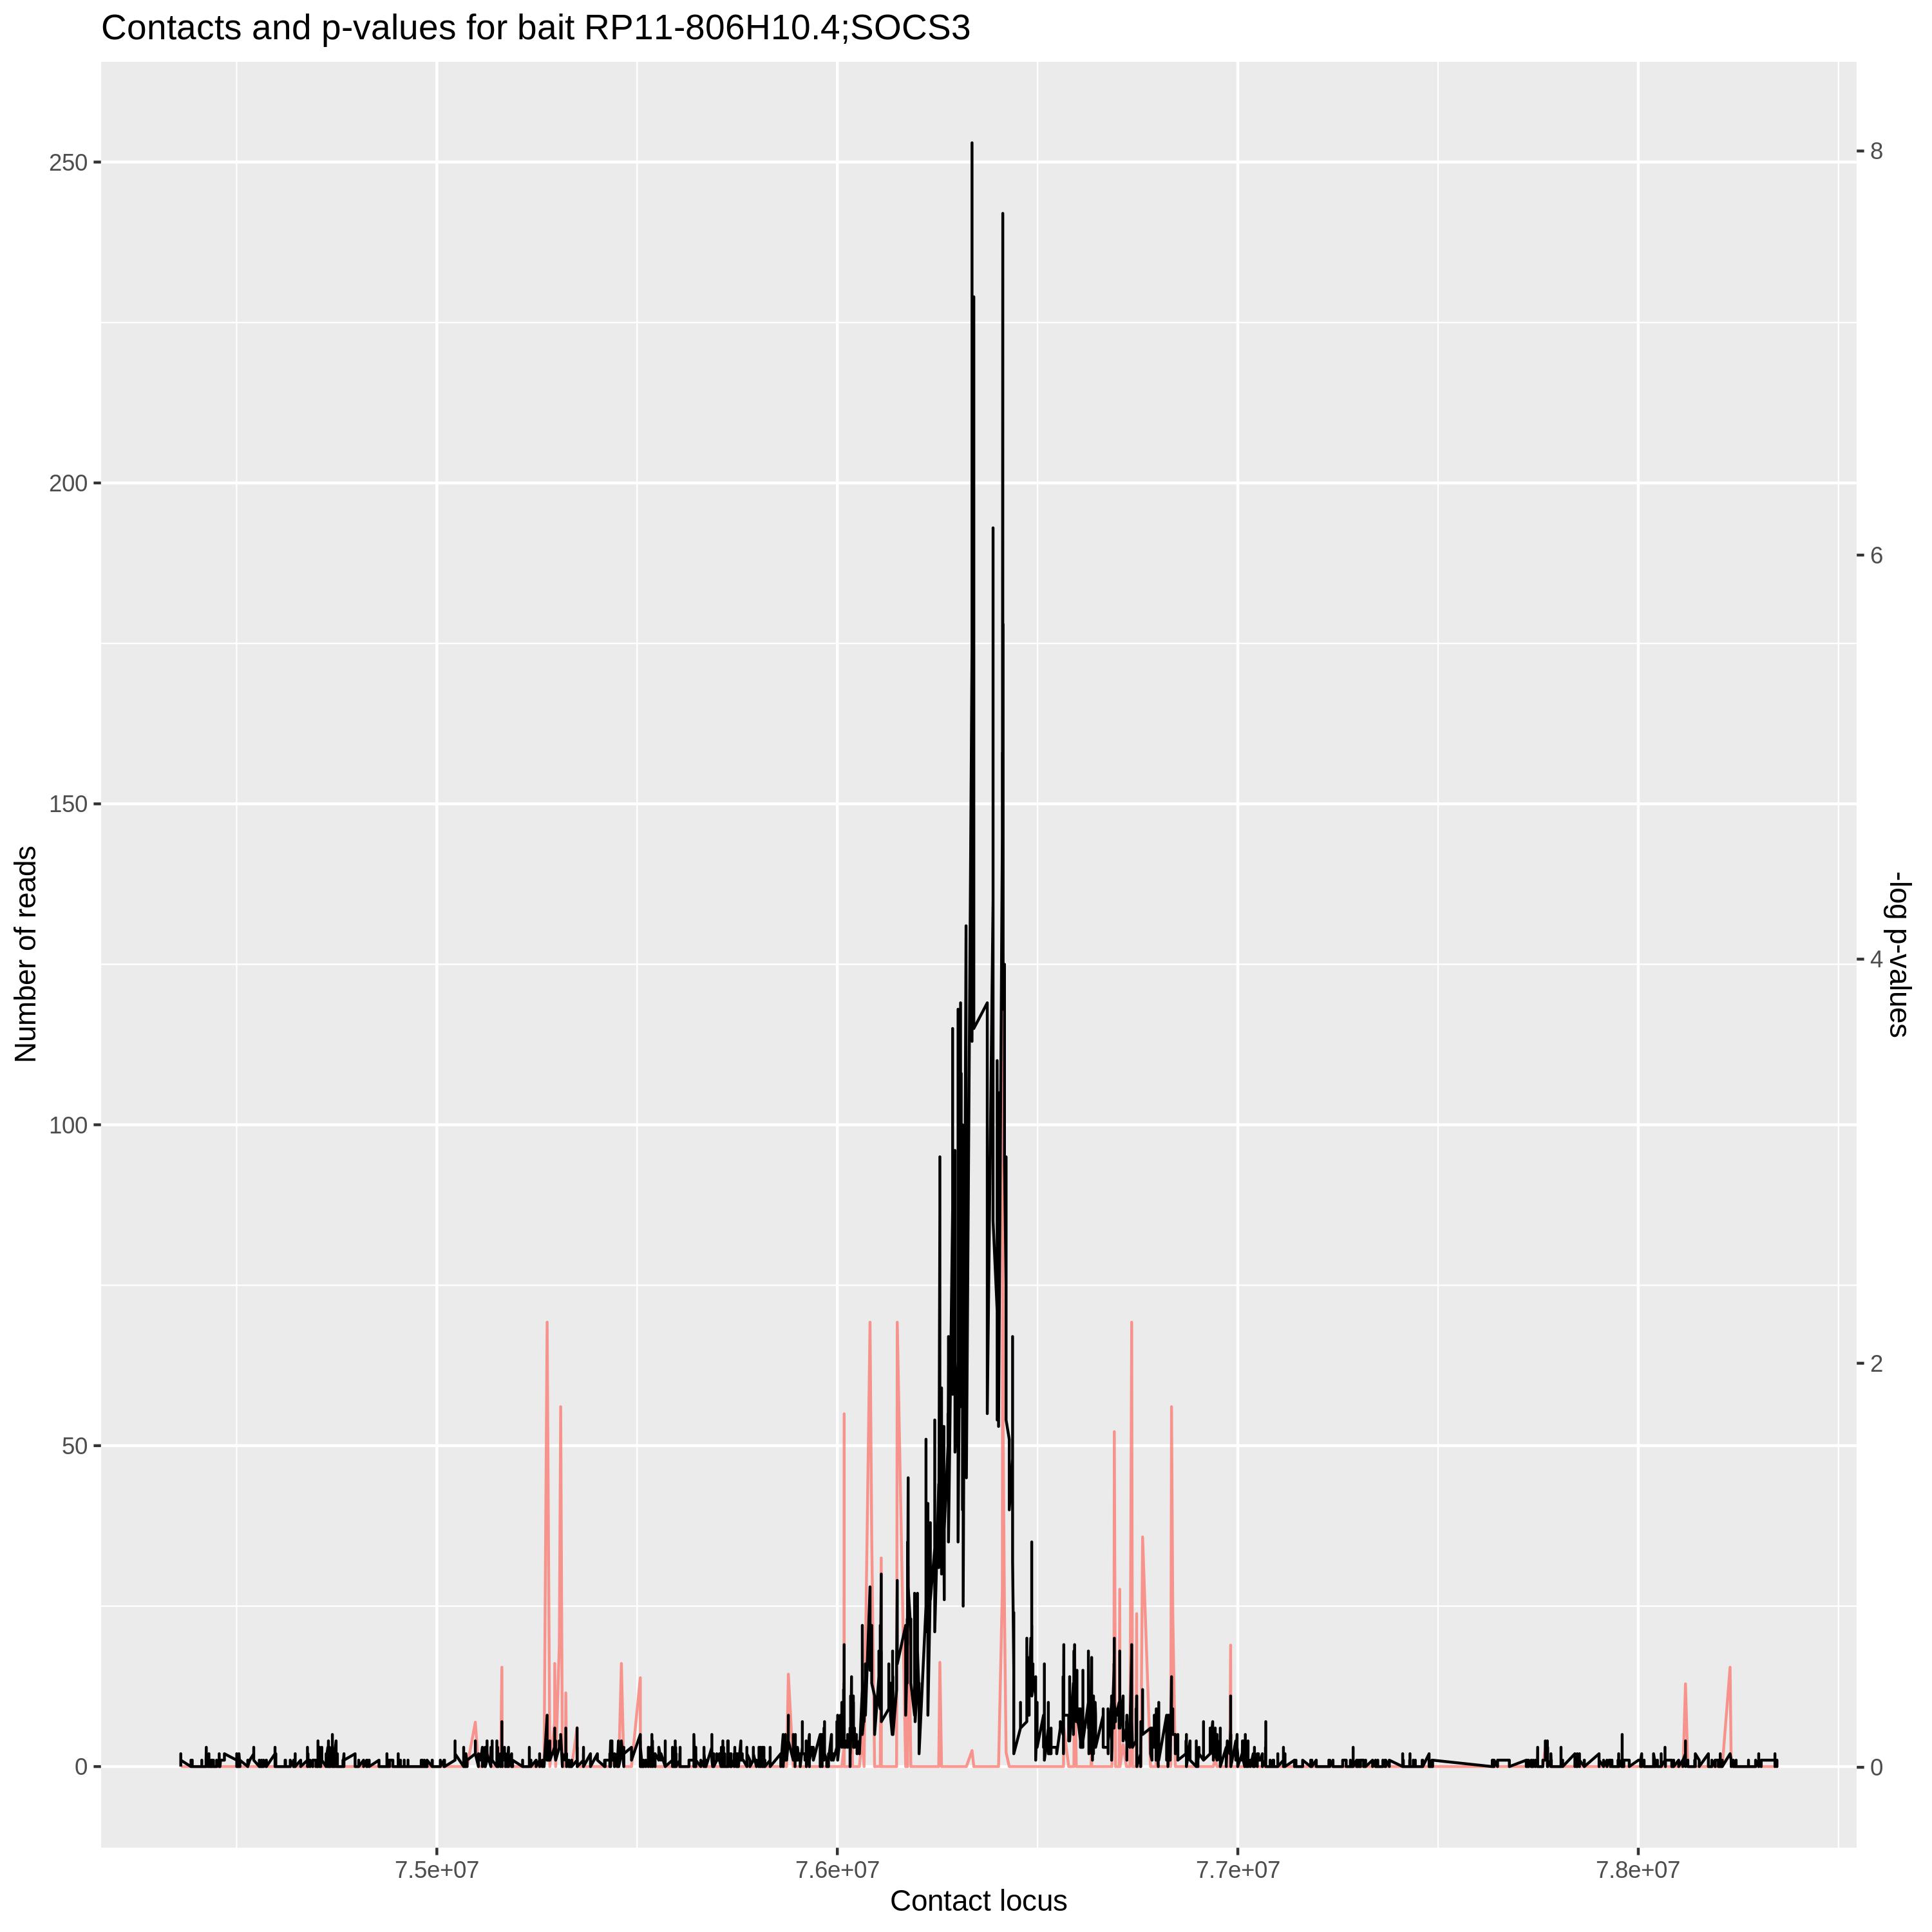 Contacts and p-values for bait RP11-806H10.4;SOCS3
250
200
150
100
50
0
Number of reads
8
6
4
2
0
-log p-values
7.5e+07 7.6e+07 7.7e+07 7.8e+07
Contact locus